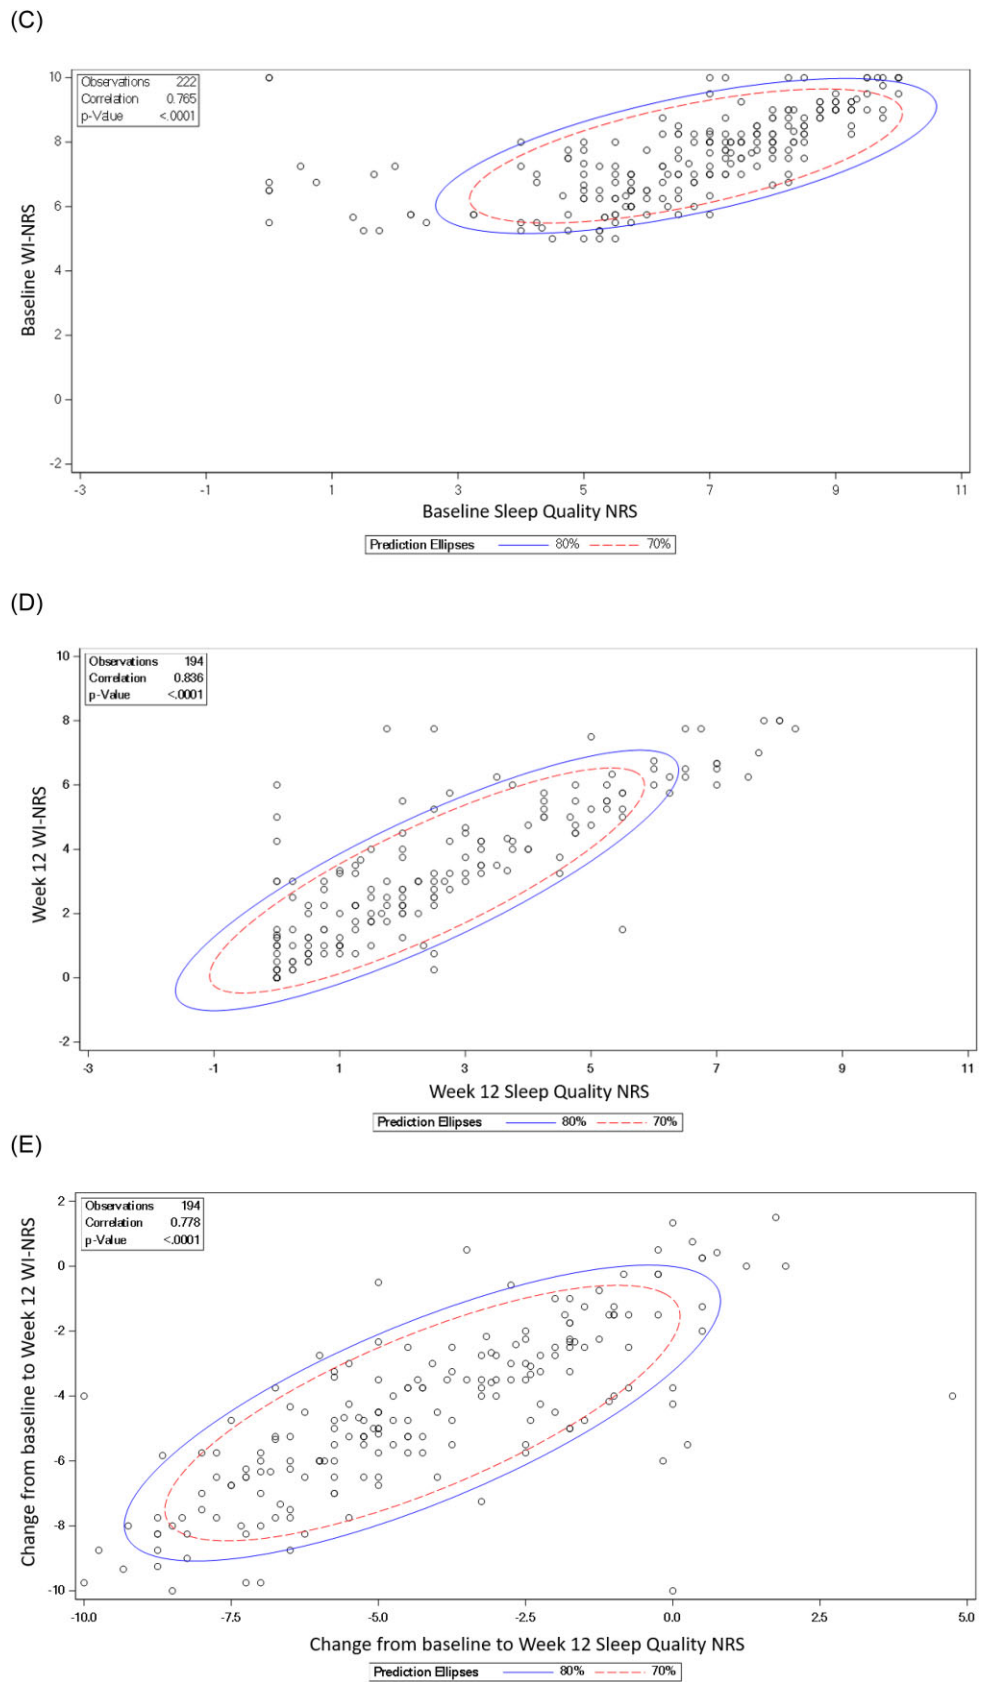 (C)
Observations 222
Correlation 0.765
p-Value <.0001
10
8
6
4
2
0
-2
Baseline WI-NRS
-3 -1 1 3 5 7 9 11
Baseline Sleep Quality NRS
Prediction Ellipses 80% 70%
(D)
Observations 194
Correlation 0.836
p-Value <.0001
10
8
6
4
2
0
-2
Week 12 WI-NRS
-3 -1 1 3 5 7 9 11
Week 12 Sleep Quality NRS
Prediction Ellipses 80% 70%
(E)
Observations 194
Correlation 0.778
p-Value <.0001
2
0
-2
-4
-6
-8
-10
Change from baseline to Week 12 WI-NRS
-10.0 -7.5 -5.0 -2.5 0.0 2.5 5.0
Change from baseline to Week 12 Sleep Quality NRS
Prediction Ellipses 80% 70%